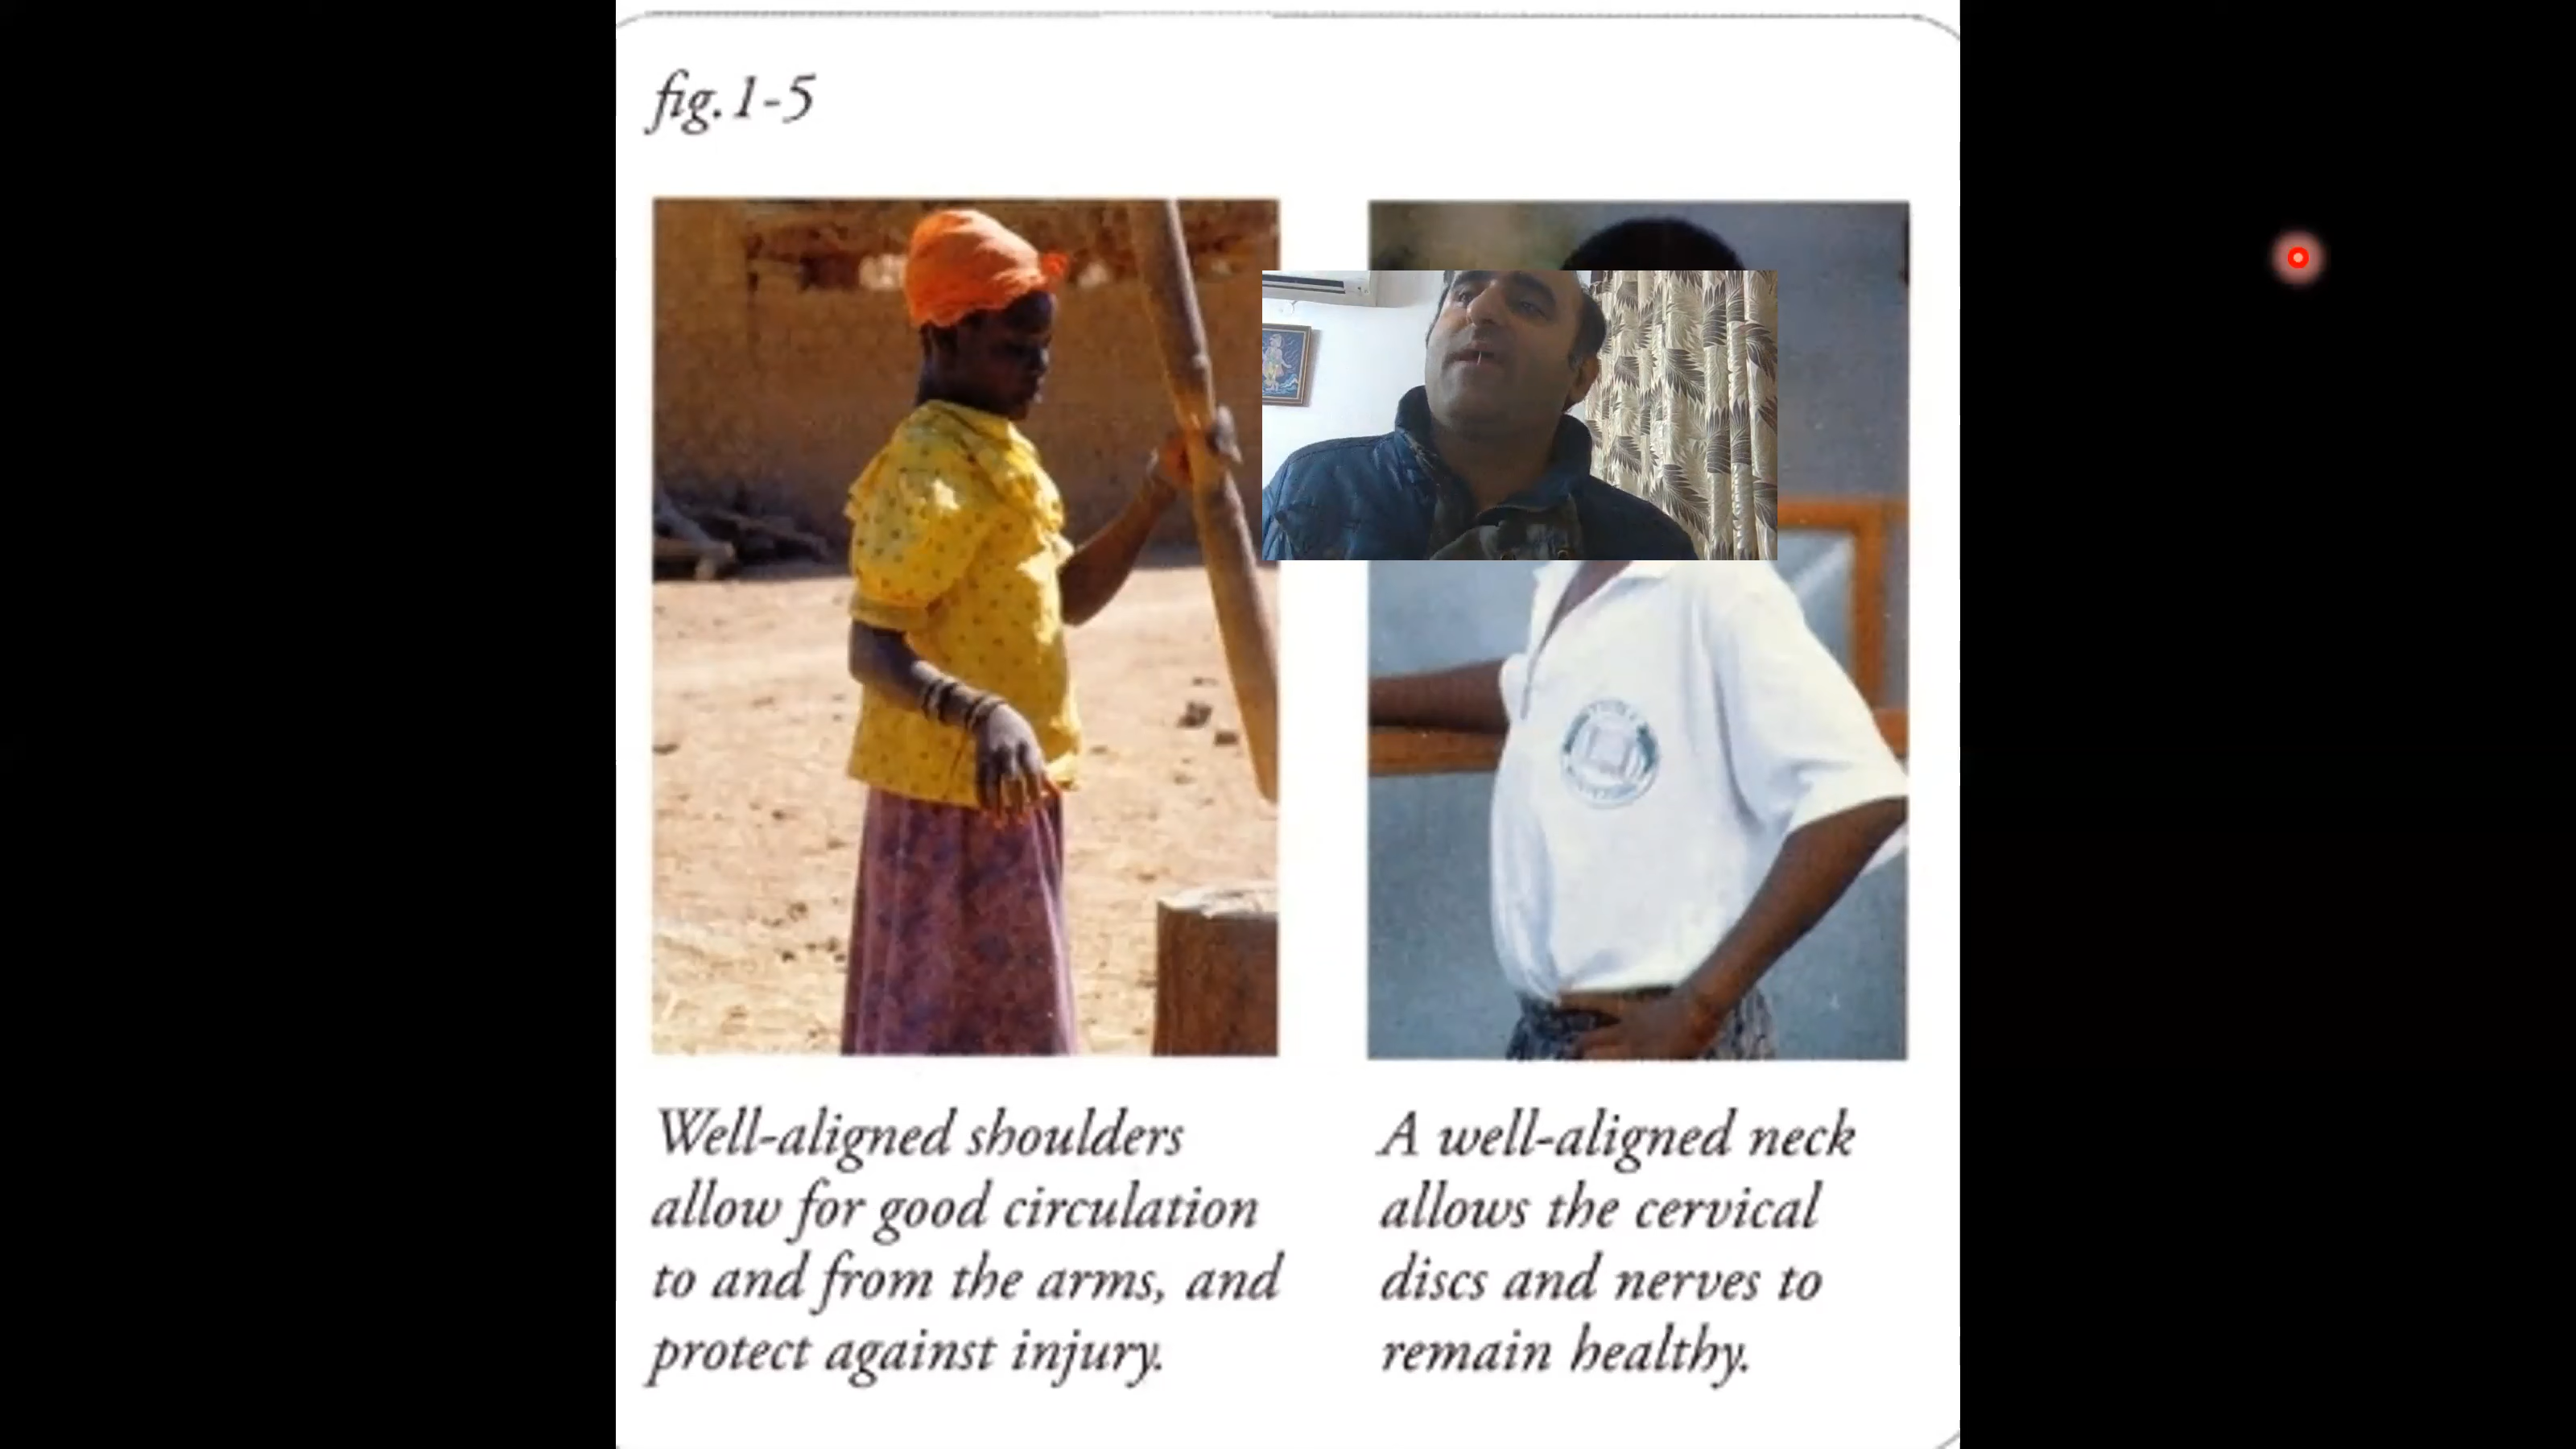 fig. 1-5
Well-aligned shoulders
allow for good circulation
to and from the arms, and
protect against injury.
A well-aligned neck
allows the cervical
discs and nerves to
remain healthy.